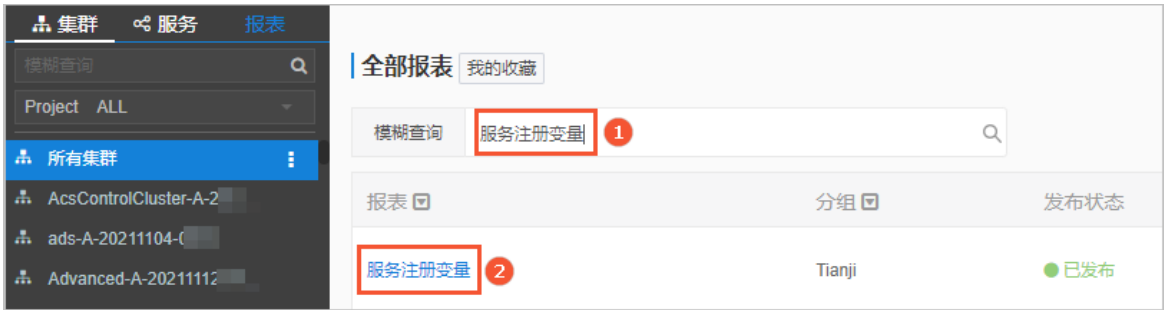 集群 服务 报表
模糊查询
Project ALL
所有集群
AcsControlCluster-A-2
ads-A-20211104-
Advanced-A-20211112
全部报表 我的收藏
模糊查询 服务注册变量 1
报表 分组 发布状态
服务注册变量 2 Tianji 已发布